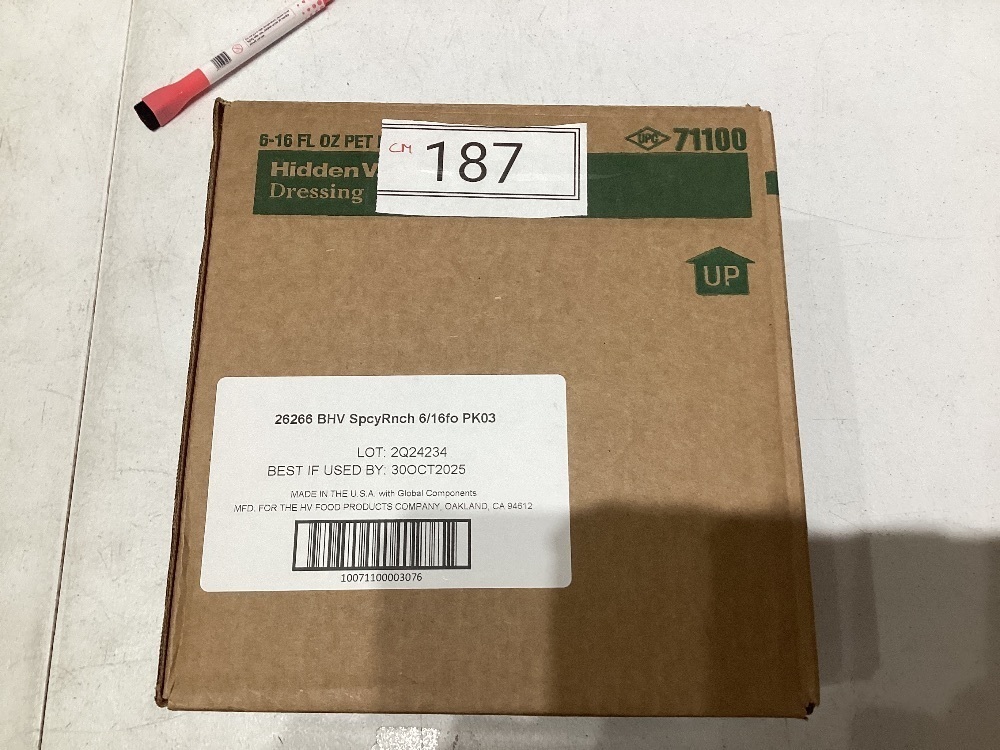 6-16 FL OZ PET
UPC 71100
CM 187
Hidden V
Dressing
UP
26266 BHV SpcyRnch 6/16fo PK03
LOT: 2Q24234
BEST IF USED BY: 30OCT2025
MADE IN THE U.S.A. with Global Components
MFD. FOR THE HV FOOD PRODUCTS COMPANY, OAKLAND, CA 94612
10071100003076